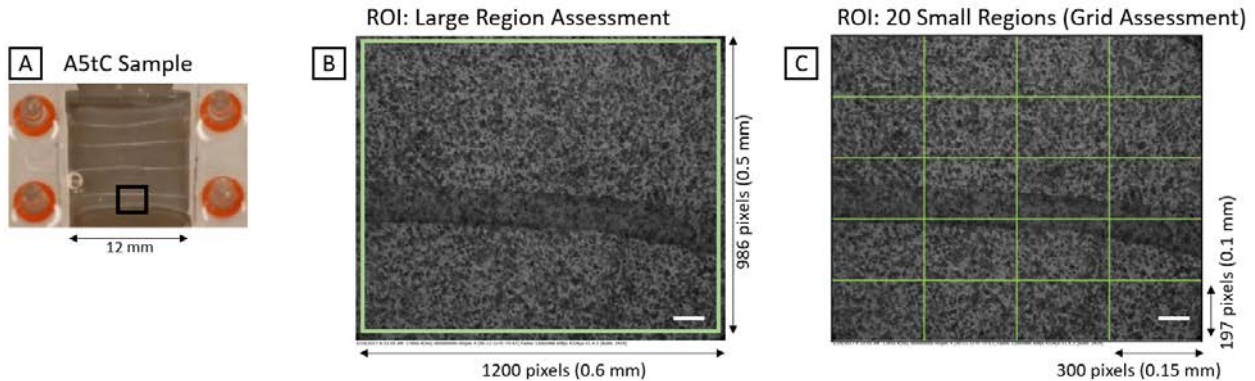 ROI: Large Region Assessment
ROI: 20 Small Regions (Grid Assessment)
A
A5tC Sample
B
C
12 mm
986 pixels (0.5 mm)
197 pixels (0.1 mm)
1200 pixels (0.6 mm)
300 pixels (0.15 mm)